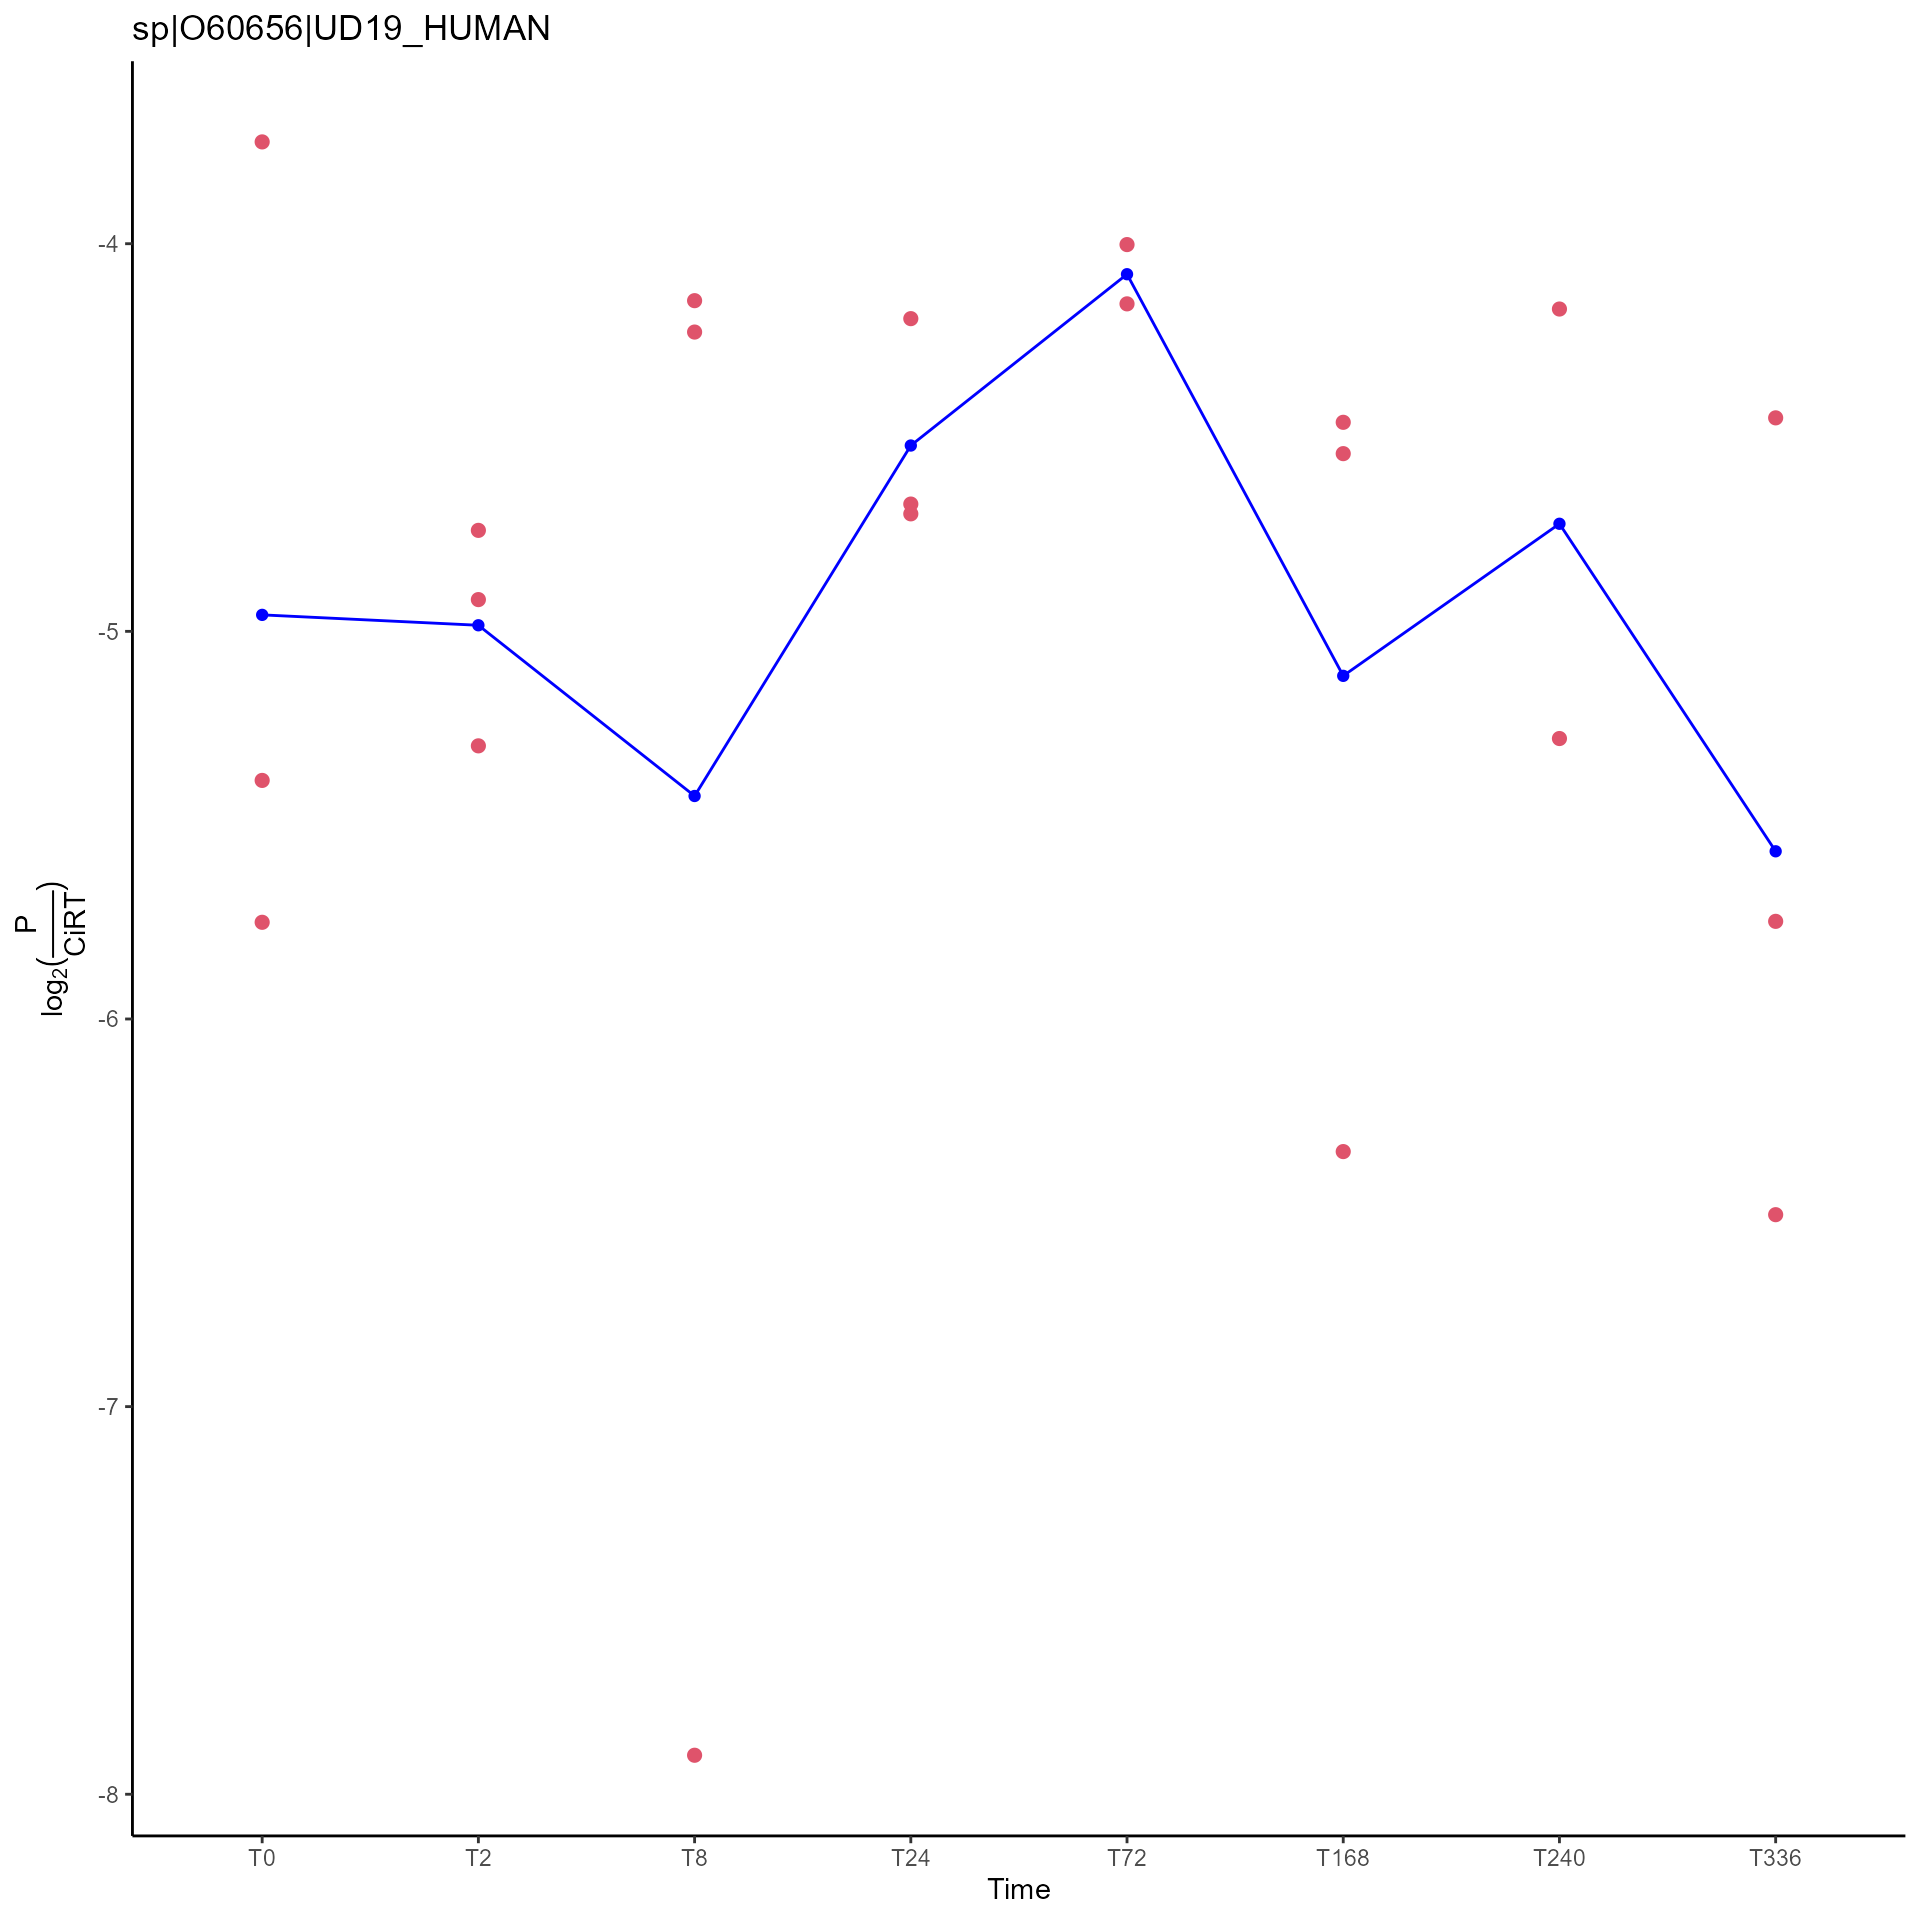 sp|O60656|UD19_HUMAN
-4
-5
-6
-7
-8
log₂(P/CiRT)
T0 T2 T8 T24 T72 T168 T240 T336
Time